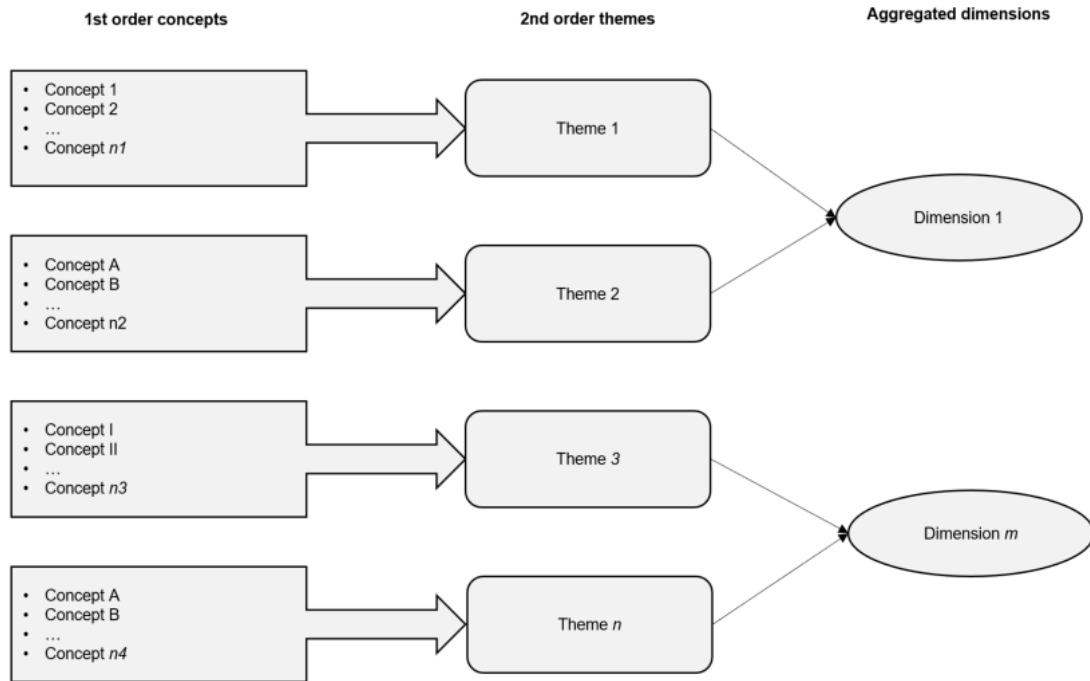 1st order concepts
2nd order themes
Aggregated dimensions
• Concept 1
• Concept 2
• …
• Concept n1
Theme 1
• Concept A
• Concept B
• …
• Concept n2
Theme 2
Dimension 1
• Concept I
• Concept II
• …
• Concept n3
Theme 3
• Concept A
• Concept B
• …
• Concept n4
Theme n
Dimension m